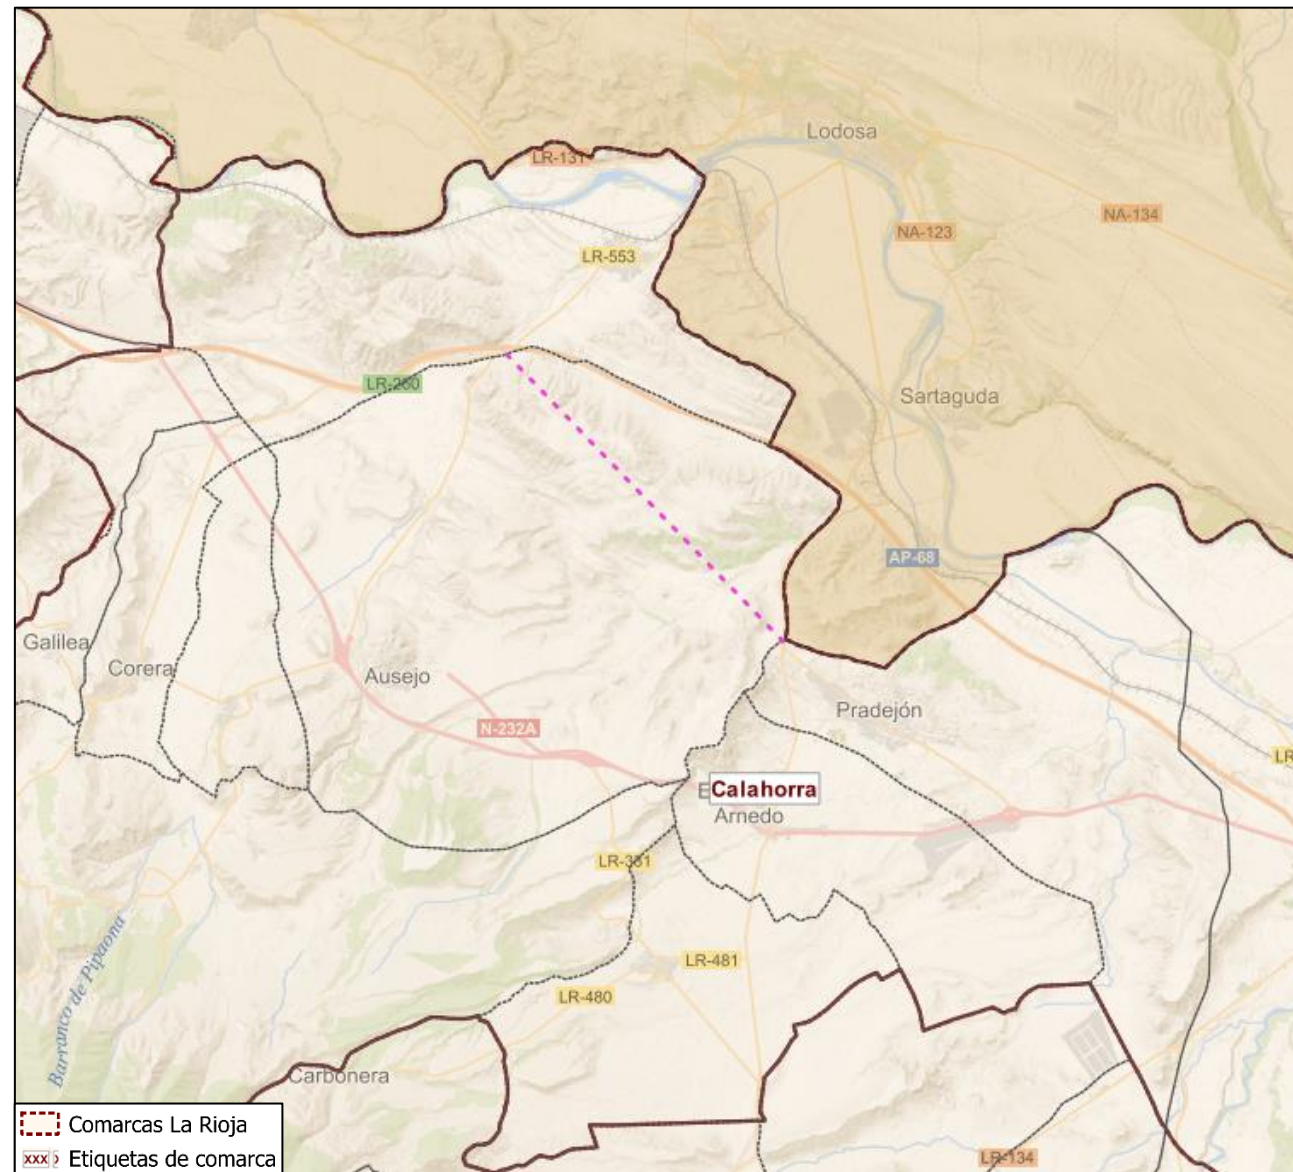 Lodosa
LR-131
NA-134
NA-123
LR-553
LR-260
Sartaguda
AP-68
Galilea
Corera
Ausejo
Pradejón
N-232A
LR
Calahorra
Arnedo
LR-381
Barranco de Pipaona
LR-481
LR-480
Carbonera
LR-134
Comarcas La Rioja
xxx Etiquetas de comarca